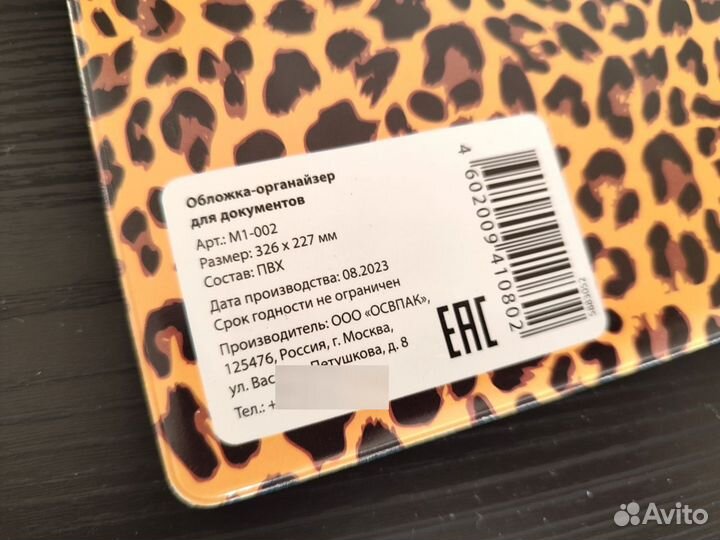 Обложка-органайзер
для документов
Арт.: М1-002
Размер: 326 x 227 мм
Состав: ПВХ
Дата производства: 08.2023
Срок годности не ограничен
Производитель: ООО «ОСВПАК»,
125476, Россия, г. Москва,
ул. Вас Петушкова, д. 8
Тел.: +
EAC
4 602009 410802
5983052
Avito